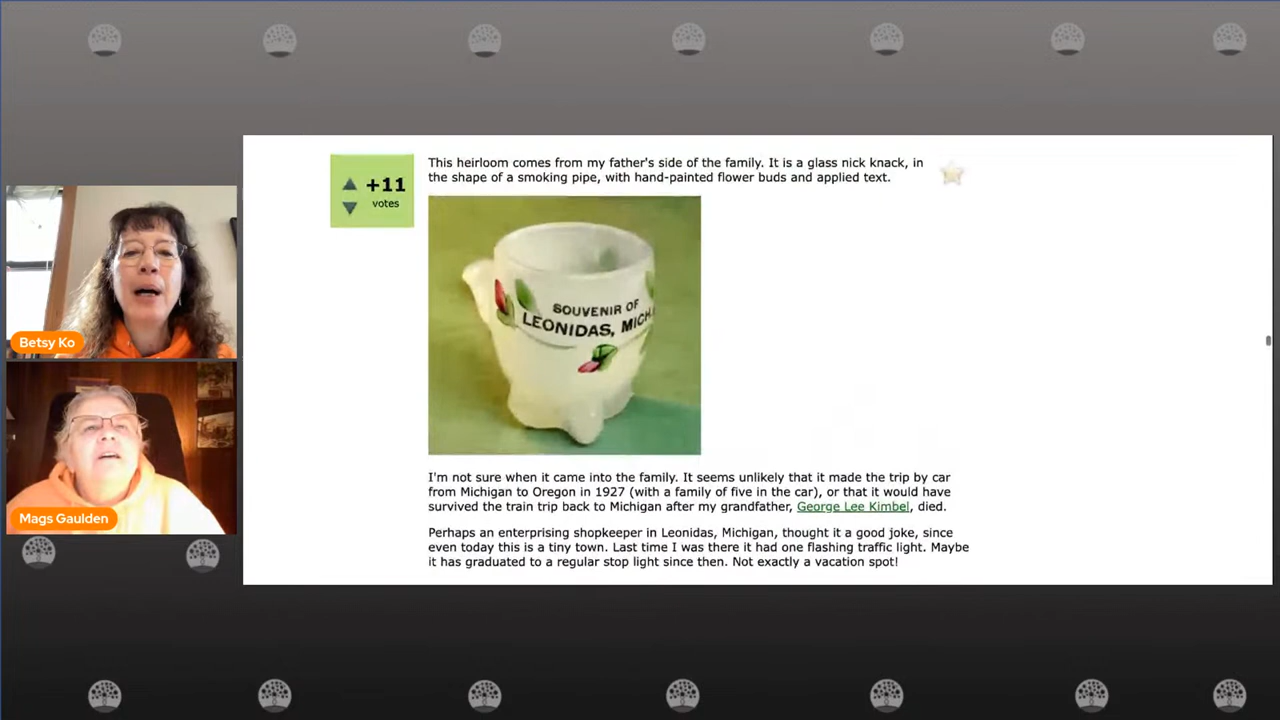 +11
votes
This heirloom comes from my father's side of the family. It is a glass nick knack, in
the shape of a smoking pipe, with hand-painted flower buds and applied text.
SOUVENIR OF
LEONIDAS, MICH.
I'm not sure when it came into the family. It seems unlikely that it made the trip by car
from Michigan to Oregon in 1927 (with a family of five in the car), or that it would have
survived the train trip back to Michigan after my grandfather, George Lee Kimbel, died.
Perhaps an enterprising shopkeeper in Leonidas, Michigan, thought it a good joke, since
even today this is a tiny town. Last time I was there it had one flashing traffic light. Maybe
it has graduated to a regular stop light since then. Not exactly a vacation spot!
Betsy Ko
Mags Gaulden